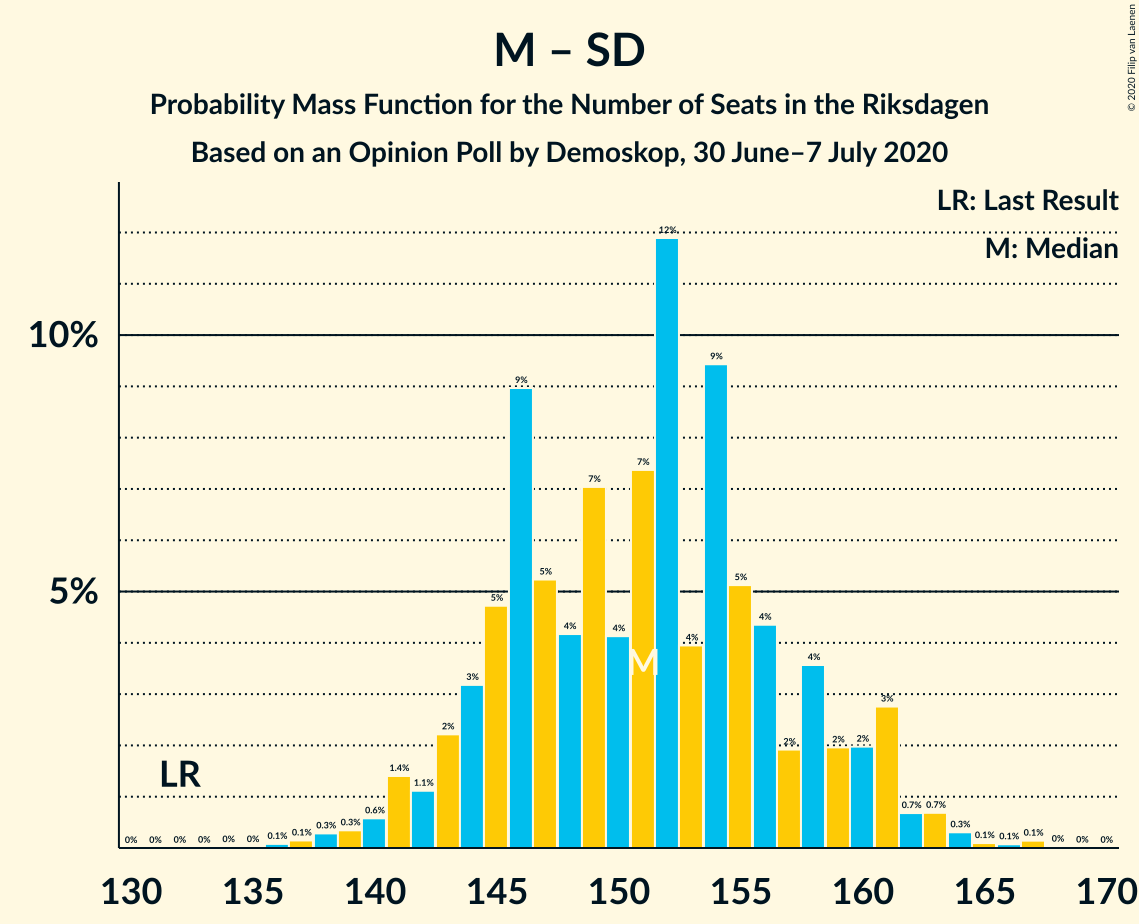 M – SD
Probability Mass Function for the Number of Seats in the Riksdagen
Based on an Opinion Poll by Demoskop, 30 June–7 July 2020
© 2020 Filip van Laenen
LR: Last Result
M: Median
10%
5%
LR
M
0% 0% 0% 0% 0% 0% 0.1% 0.1% 0.3% 0.3% 0.6% 1.4% 1.1% 2% 3% 5% 9% 5% 4% 7% 4% 7% 12% 4% 9% 5% 4% 2% 4% 2% 2% 3% 0.7% 0.7% 0.3% 0.1% 0.1% 0.1% 0% 0% 0%
130 135 140 145 150 155 160 165 170